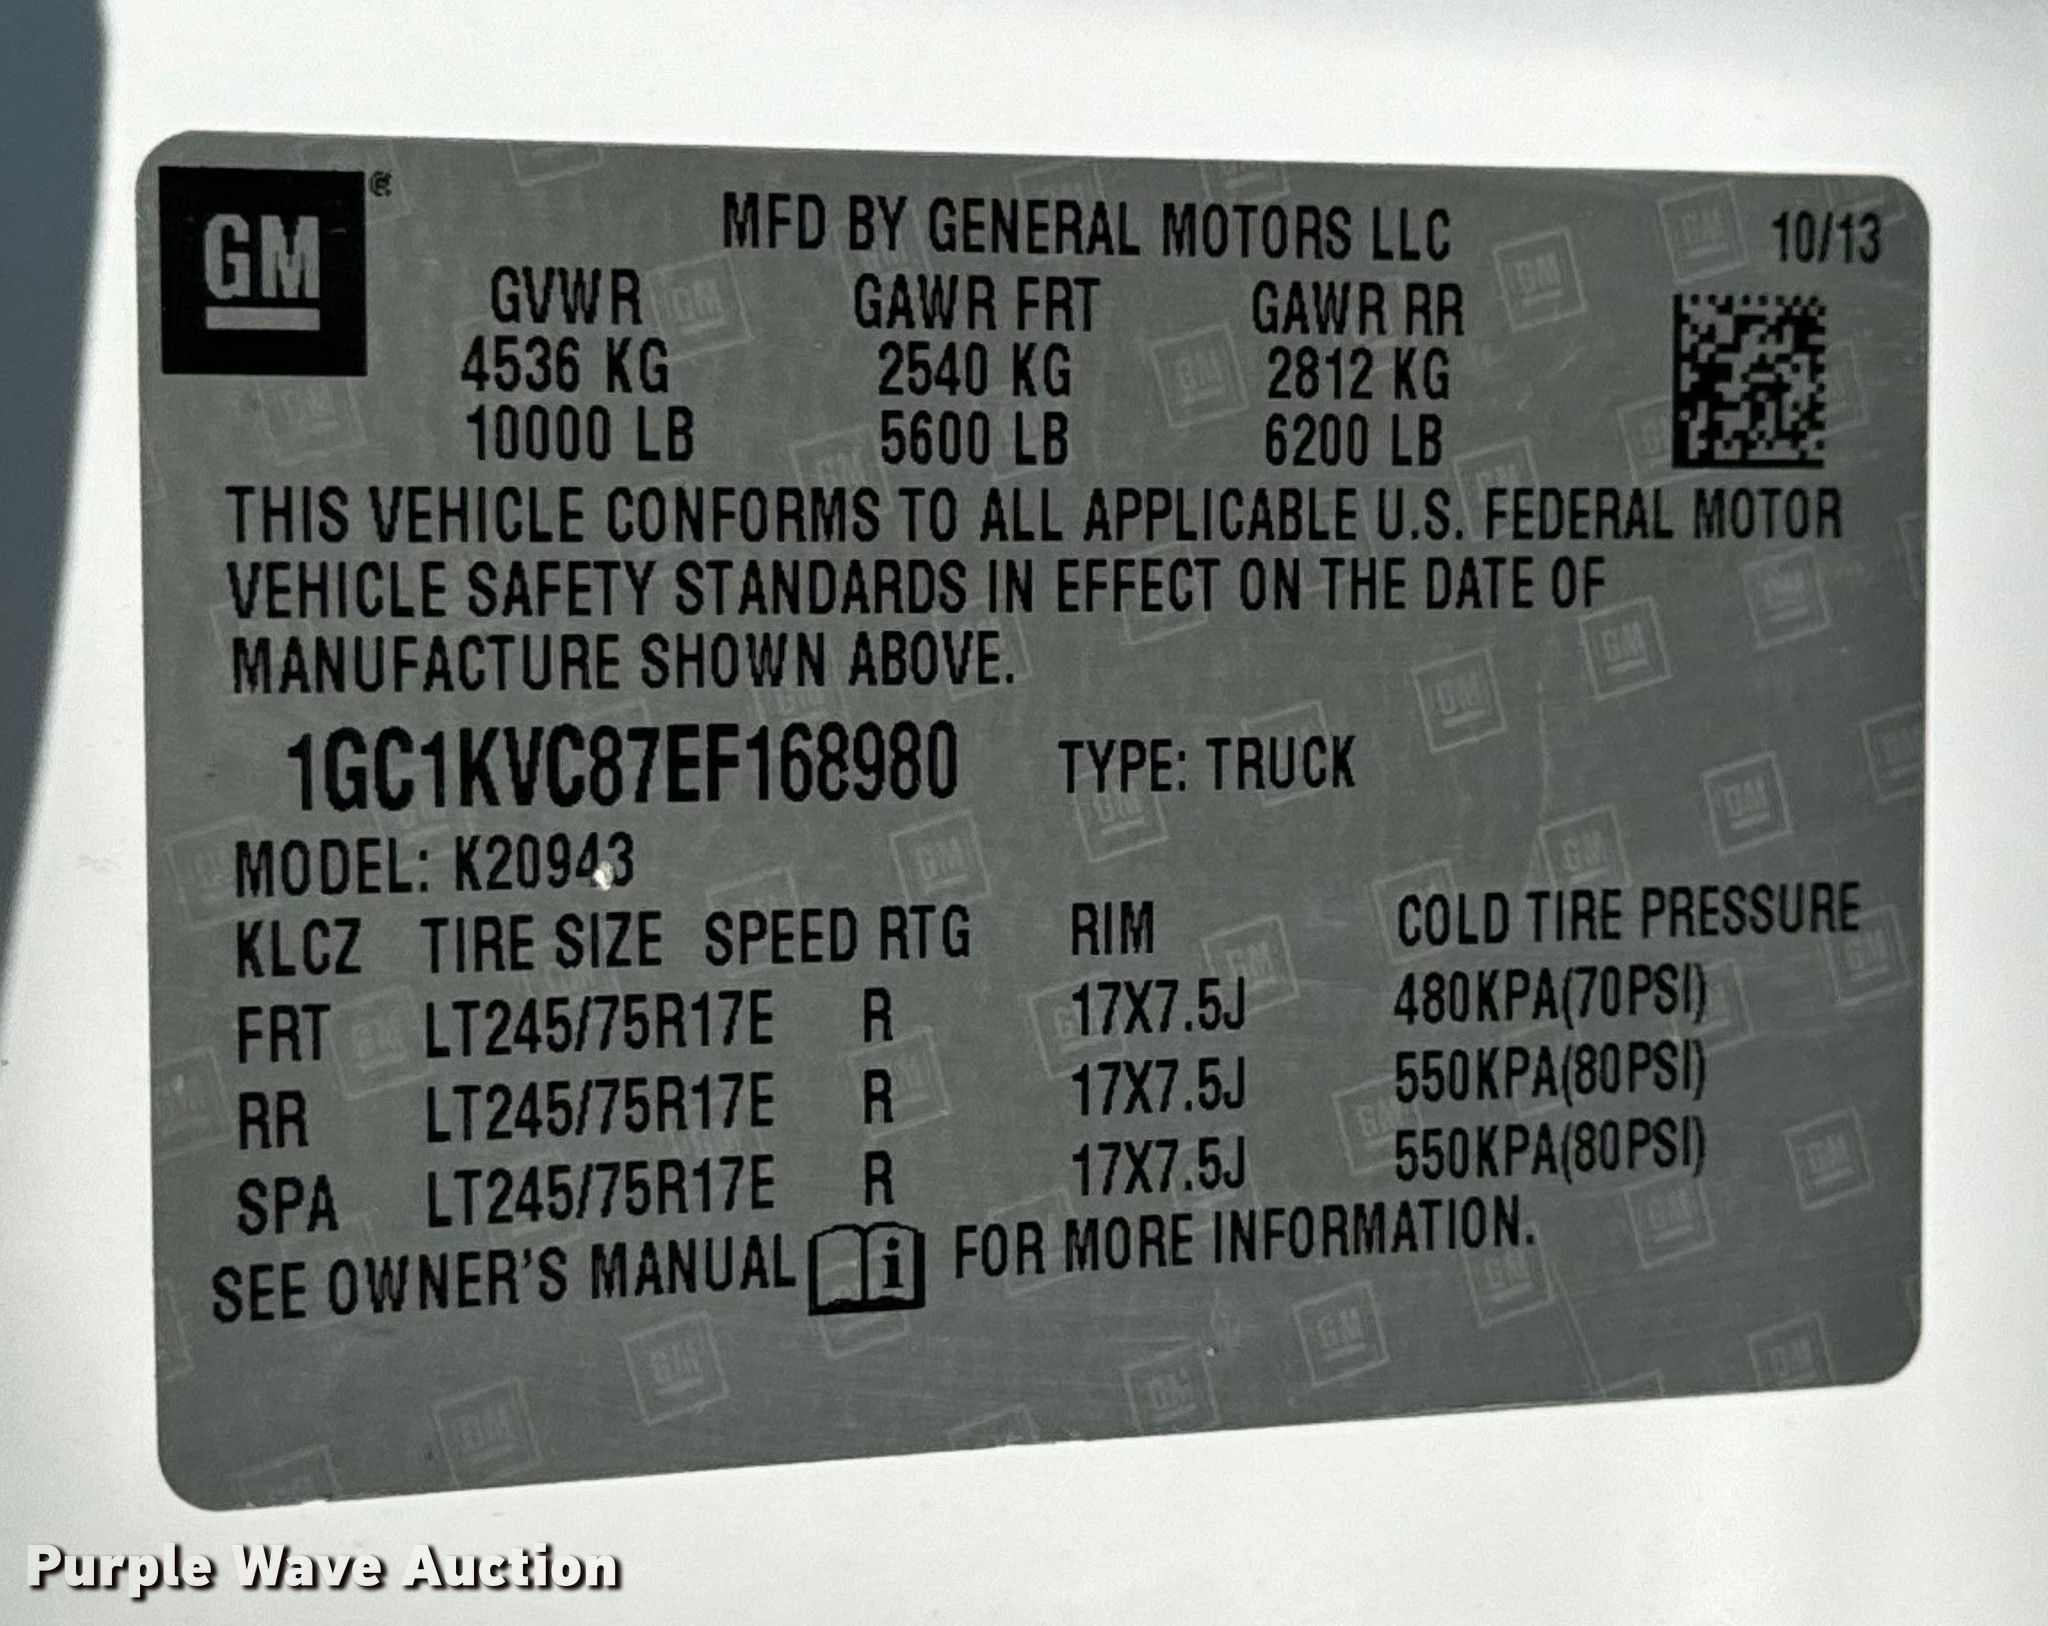 GM
MFD BY GENERAL MOTORS LLC 10/13
GVWR GAWR FRT GAWR RR
4536 KG 2540 KG 2812 KG
10000 LB 5600 LB 6200 LB
THIS VEHICLE CONFORMS TO ALL APPLICABLE U.S. FEDERAL MOTOR
VEHICLE SAFETY STANDARDS IN EFFECT ON THE DATE OF
MANUFACTURE SHOWN ABOVE.
1GC1KVC87EF168980 TYPE: TRUCK
MODEL: K20943
KLCZ TIRE SIZE SPEED RTG RIM COLD TIRE PRESSURE
FRT LT245/75R17E R 17X7.5J 480KPA(70PSI)
RR LT245/75R17E R 17X7.5J 550KPA(80PSI)
SPA LT245/75R17E R 17X7.5J 550KPA(80PSI)
SEE OWNER'S MANUAL i FOR MORE INFORMATION.
Purple Wave Auction